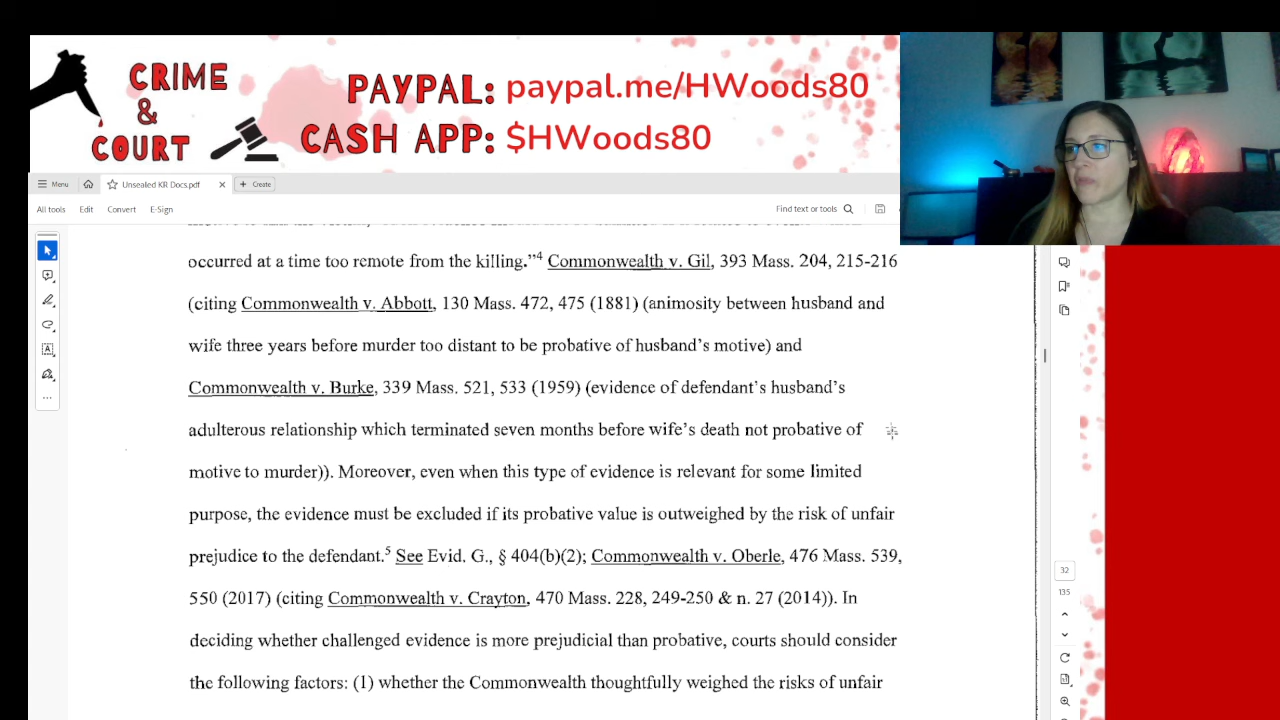 CRIME
&
COURT
PAYPAL: paypal.me/HWoods80
CASH APP: $HWoods80
Menu
Unsealed KR Docs.pdf
Create
All tools
Edit
Convert
E-Sign
Find text or tools
occurred at a time too remote from the killing.”⁴ Commonwealth v. Gil, 393 Mass. 204, 215-216
(citing Commonwealth v. Abbott, 130 Mass. 472, 475 (1881) (animosity between husband and
wife three years before murder too distant to be probative of husband’s motive) and
Commonwealth v. Burke, 339 Mass. 521, 533 (1959) (evidence of defendant’s husband’s
adulterous relationship which terminated seven months before wife’s death not probative of
motive to murder)). Moreover, even when this type of evidence is relevant for some limited
purpose, the evidence must be excluded if its probative value is outweighed by the risk of unfair
prejudice to the defendant.⁵ See Evid. G., § 404(b)(2); Commonwealth v. Oberle, 476 Mass. 539,
550 (2017) (citing Commonwealth v. Crayton, 470 Mass. 228, 249-250 & n. 27 (2014)). In
deciding whether challenged evidence is more prejudicial than probative, courts should consider
the following factors: (1) whether the Commonwealth thoughtfully weighed the risks of unfair
32
135